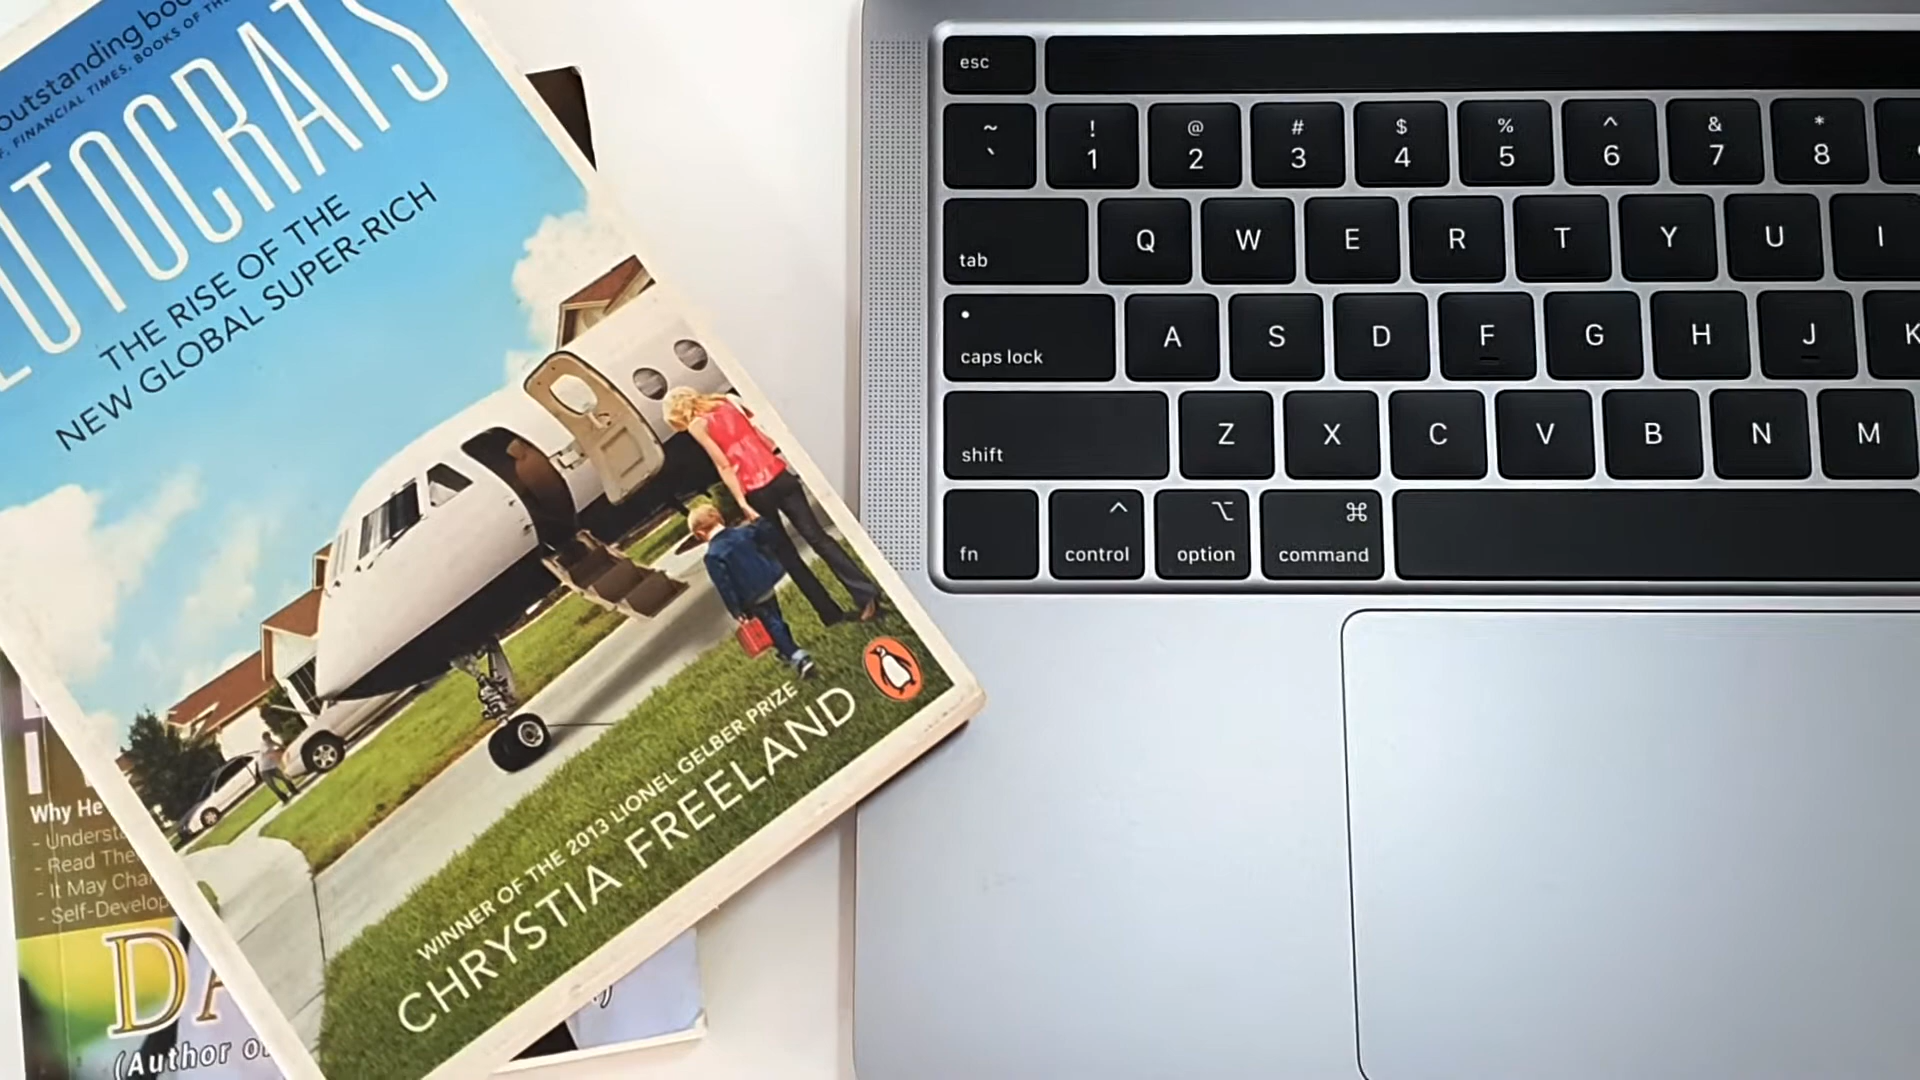 outstanding
FINANCIAL TIMES, BOOKS OF THE
UTOCRATS
THE RISE OF THE
NEW GLOBAL SUPER-RICH
WINNER OF THE 2013 LIONEL GELBER PRIZE
CHRYSTIA FREELAND
Why He
- Understa
- Read The
- It May Cha
- Self-Develop
DA
(Author o
esc
~ ! @ # $ % ^ & *
` 1 2 3 4 5 6 7 8
tab Q W E R T Y U I
caps lock A S D F G H J K
shift Z X C V B N M
^ ⌥ ⌘
fn control option command